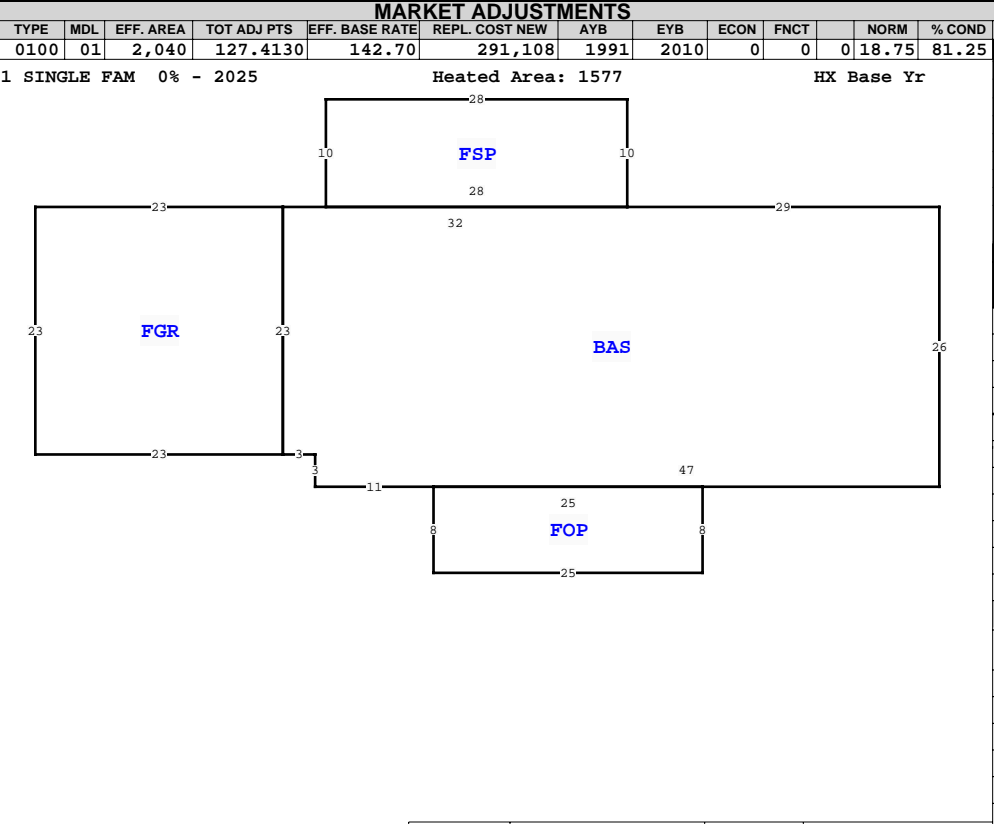 MARKET ADJUSTMENTS
TYPE MDL EFF. AREA TOT ADJ PTS EFF. BASE RATE REPL. COST NEW AYB EYB ECON FNCT NORM % COND
0100 01 2,040 127.4130 142.70 291,108 1991 2010 0 0 0 18.75 81.25
1 SINGLE FAM 0% - 2025 Heated Area: 1577 HX Base Yr
28
10 FSP 10
28
23 29
32
23 FGR 23
BAS 26
23 3
3 47
11
25
8 FOP 8
25